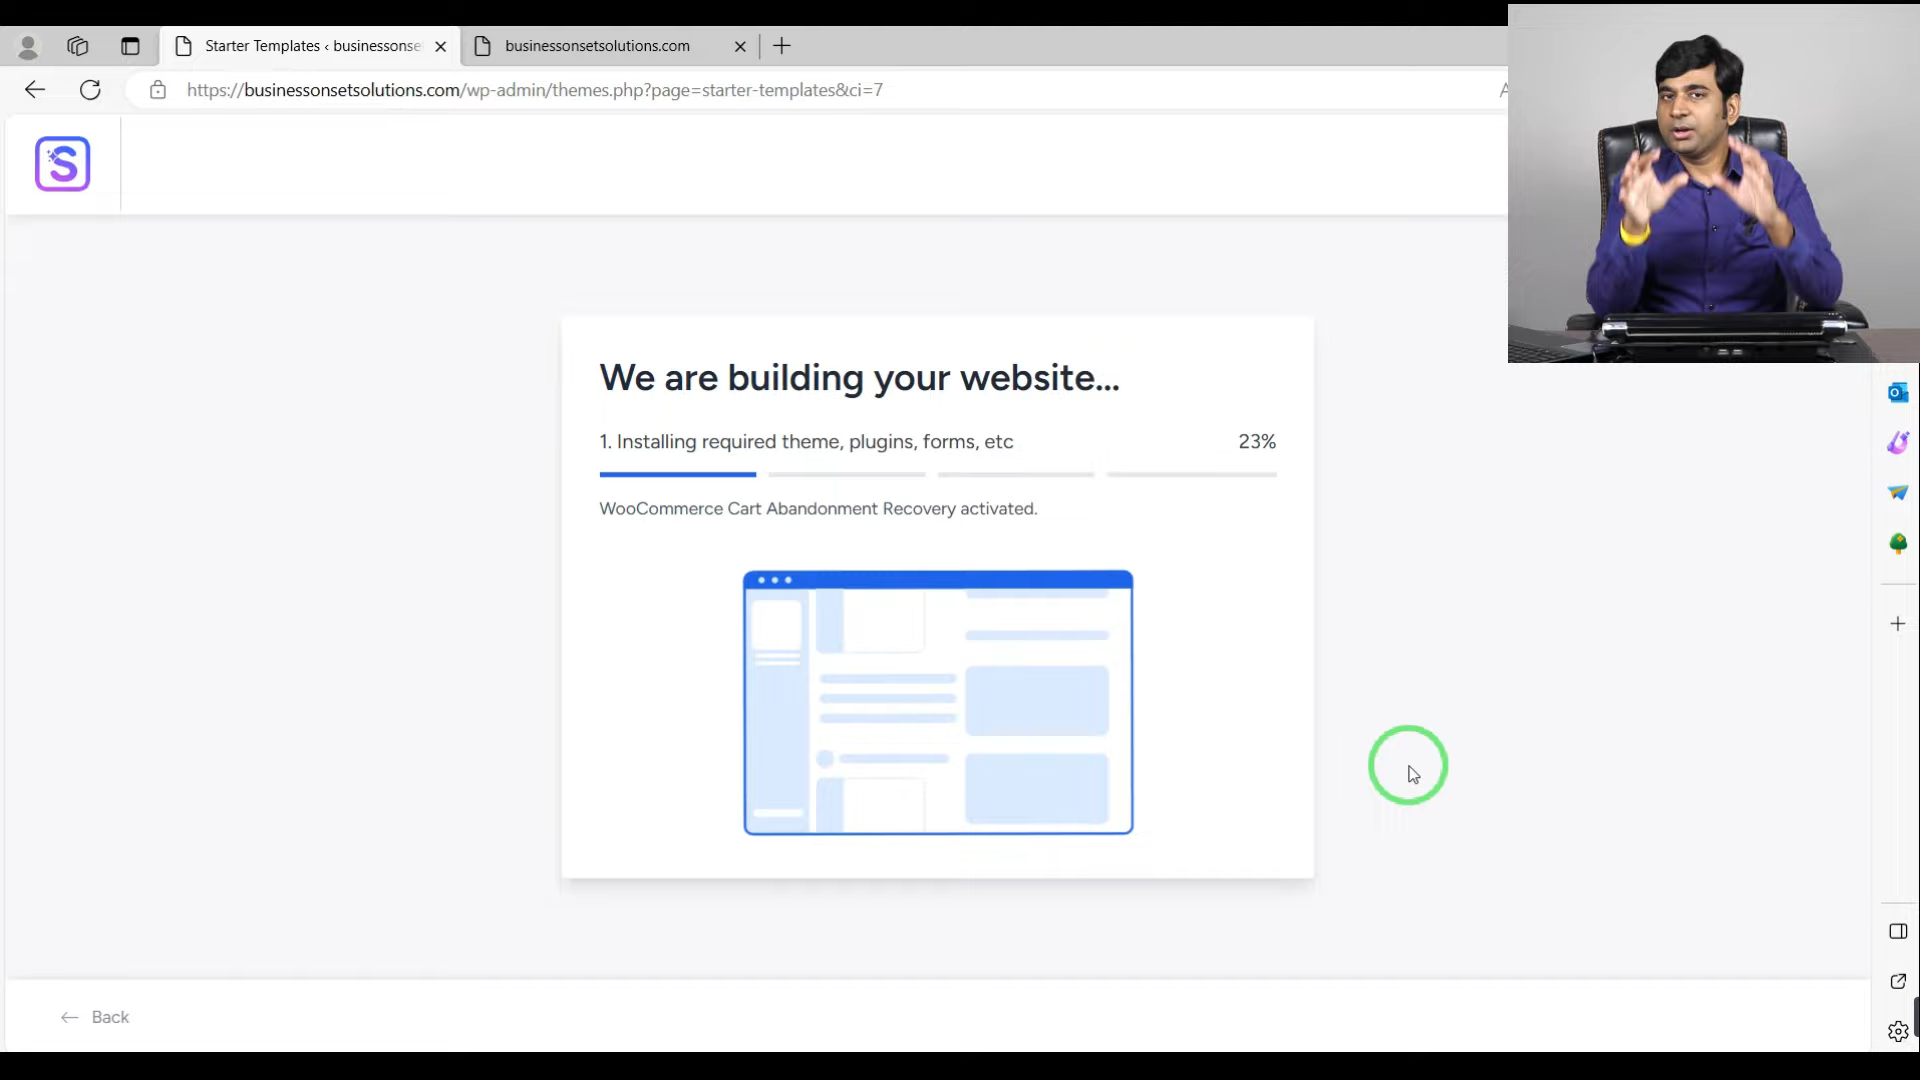 Starter Templates ‹ businessonse
businessonsetsolutions.com
https://businessonsetsolutions.com/wp-admin/themes.php?page=starter-templates&ci=7
A
S
We are building your website...
1. Installing required theme, plugins, forms, etc
23%
WooCommerce Cart Abandonment Recovery activated.
Back